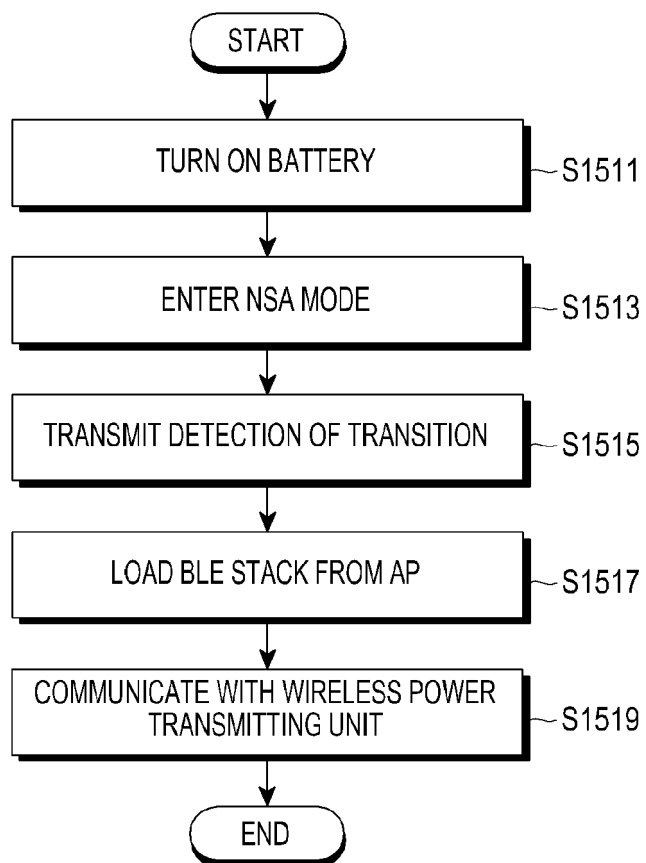 START
TURN ON BATTERY
S1511
ENTER NSA MODE
S1513
TRANSMIT DETECTION OF TRANSITION
S1515
LOAD BLE STACK FROM AP
S1517
COMMUNICATE WITH WIRELESS POWER
TRANSMITTING UNIT
S1519
END